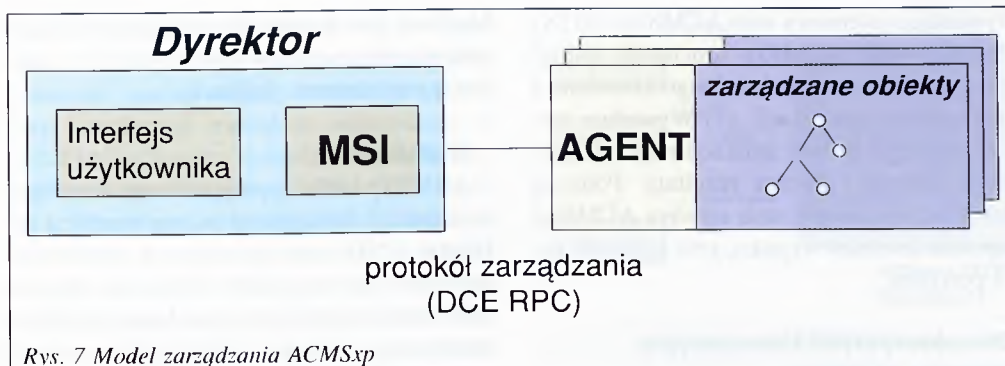 Dyrektor
Interfejs
użytkownika
MSI
AGENT
zarządzane obiekty
protokół zarządzania
(DCE RPC)
Rys. 7 Model zarządzania ACMSxp